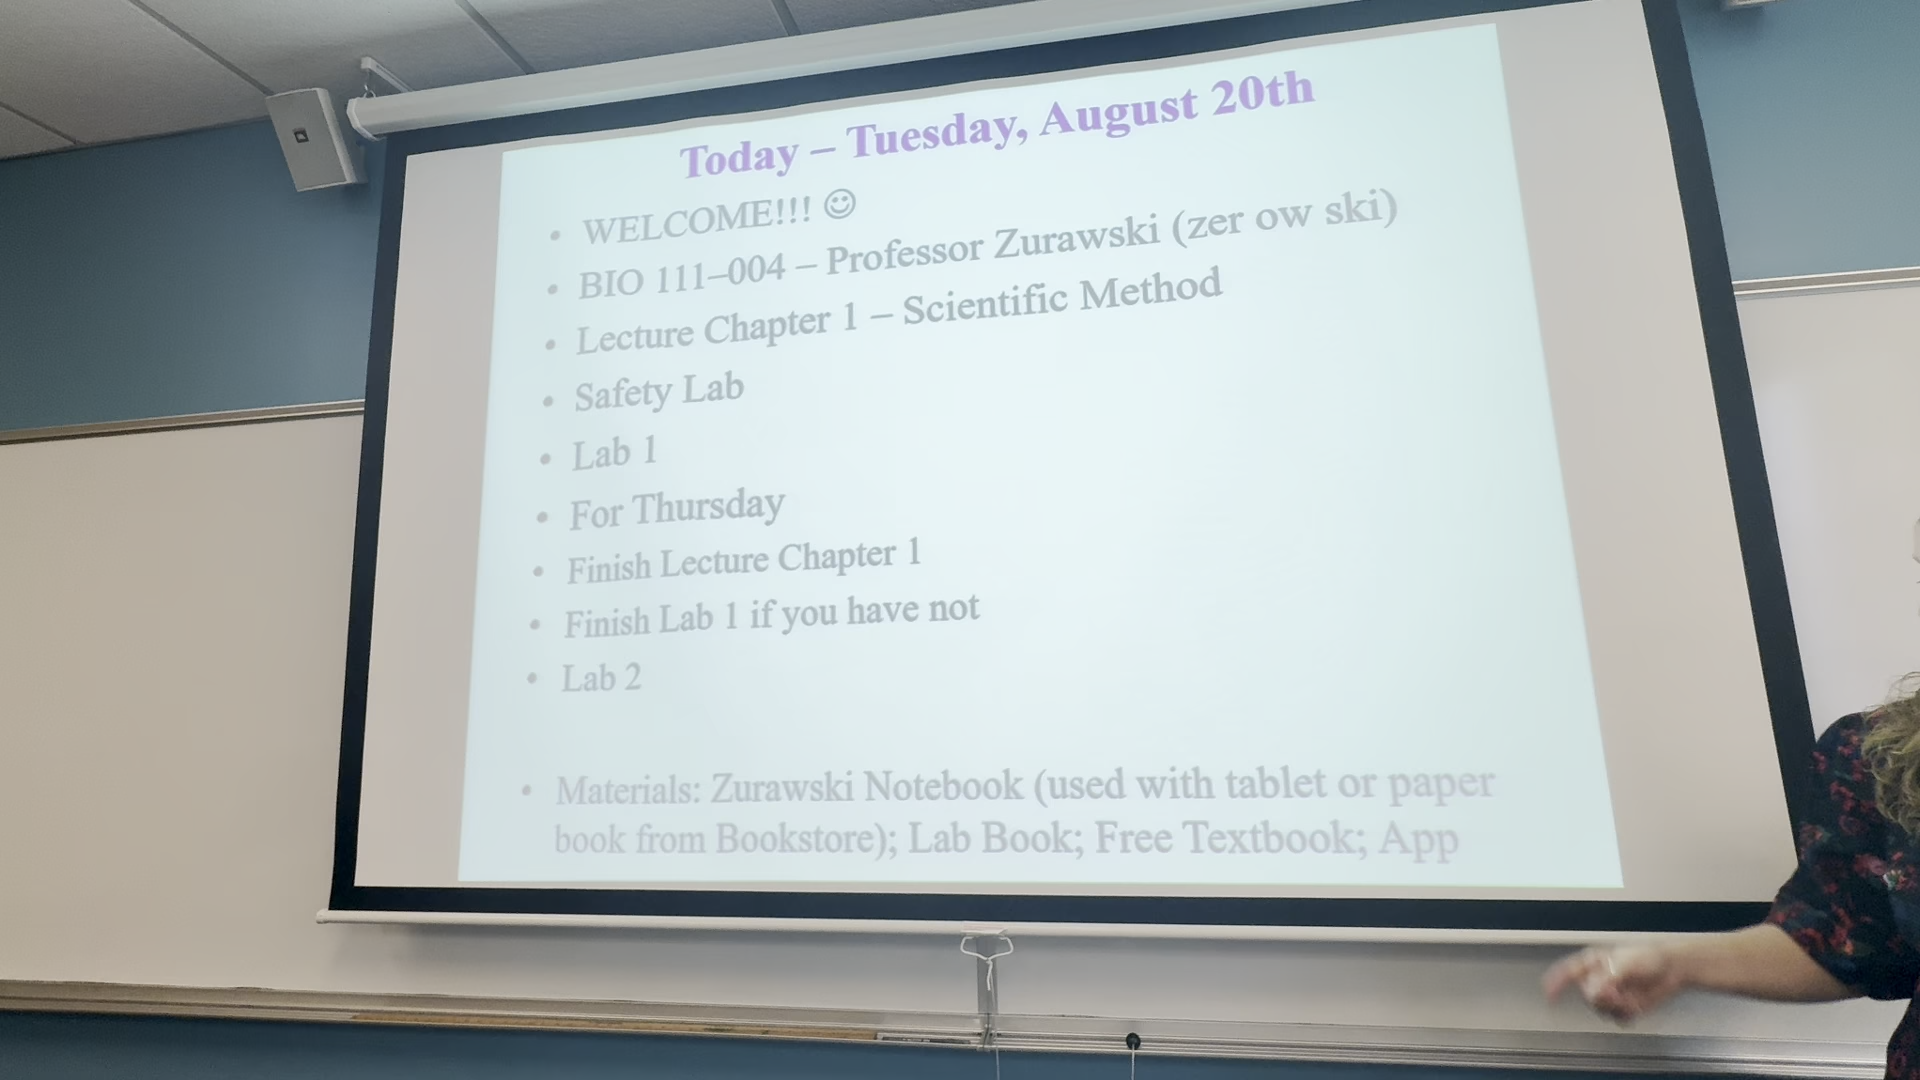 Today – Tuesday, August 20th
• WELCOME!!! ☺
• BIO 111–004 – Professor Zurawski (zer ow ski)
• Lecture Chapter 1 – Scientific Method
• Safety Lab
• Lab 1
• For Thursday
• Finish Lecture Chapter 1
• Finish Lab 1 if you have not
• Lab 2
• Materials: Zurawski Notebook (used with tablet or paper
book from Bookstore); Lab Book; Free Textbook; App